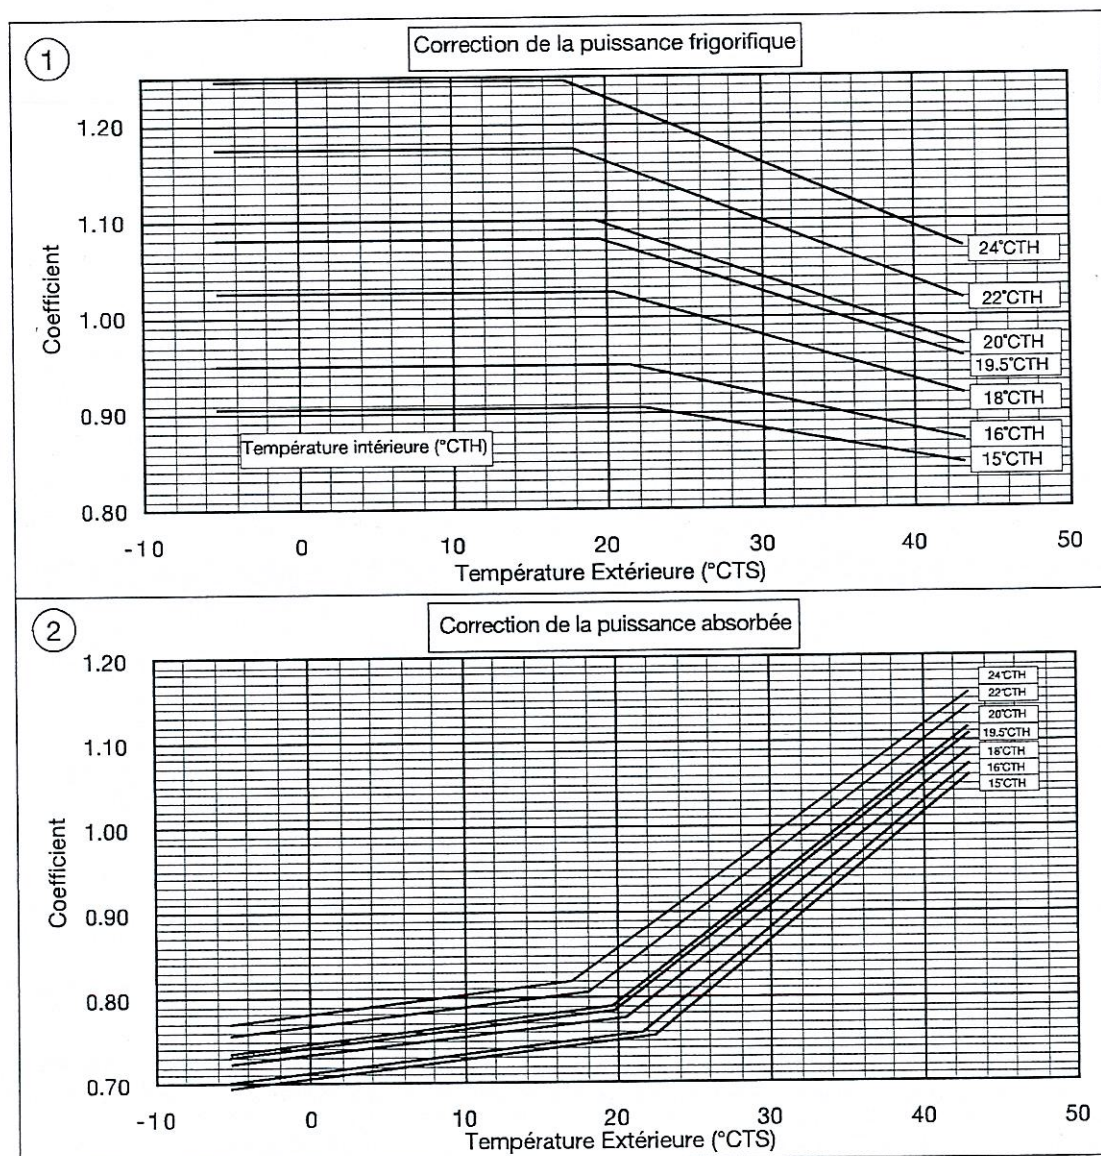 1
Correction de la puissance frigorifique
1.20
1.10
1.00
0.90
0.80
Coefficient
24°CTH
22°CTH
20°CTH
19.5°CTH
18°CTH
16°CTH
15°CTH
Température intérieure (°CTH)
-10 0 10 20 30 40 50
Température Extérieure (°CTS)
2
Correction de la puissance absorbée
1.20
1.10
1.00
0.90
0.80
0.70
Coefficient
24°CTH
22°CTH
20°CTH
19.5°CTH
18°CTH
16°CTH
15°CTH
-10 0 10 20 30 40 50
Température Extérieure (°CTS)